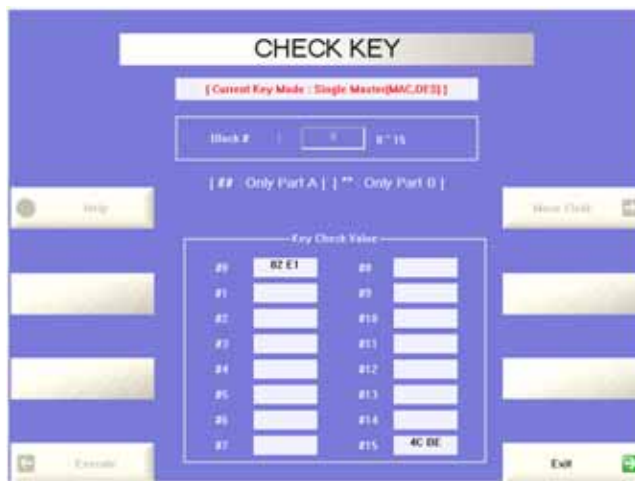 CHECK KEY
[ Current Key Mode : Single Master(MAC,DES) ]
Block # : 0 0 ~ 15
[ ## Only Part A ] [ ** Only Part B ]
Help
Key Check Value
#0 82 E1 #8
#1 #9
#2 #10
#3 #11
#4 #12
#5 #13
#6 #14
#7 #15 4C DE
Execute Exit